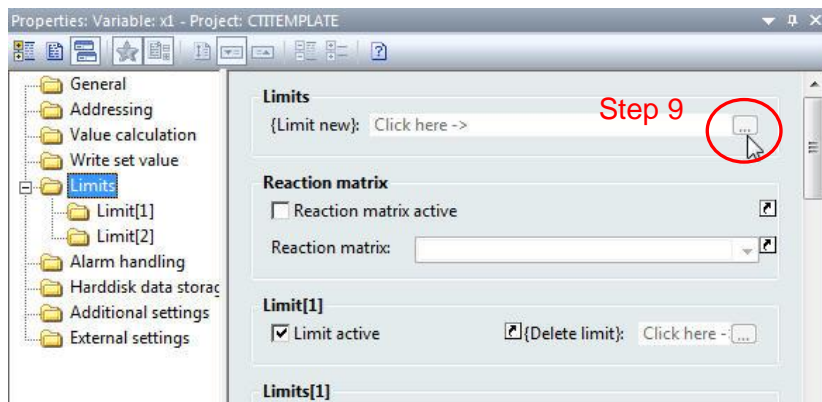 Properties: Variable: x1 - Project: CTITEMPLATE
General
Addressing
Value calculation
Write set value
Limits
Limit[1]
Limit[2]
Alarm handling
Harddisk data storag
Additional settings
External settings
Limits
Step 9
{Limit new}: Click here -> ...
Reaction matrix
Reaction matrix active
Reaction matrix:
Limit[1]
Limit active {Delete limit}: Click here - ...
Limits[1]